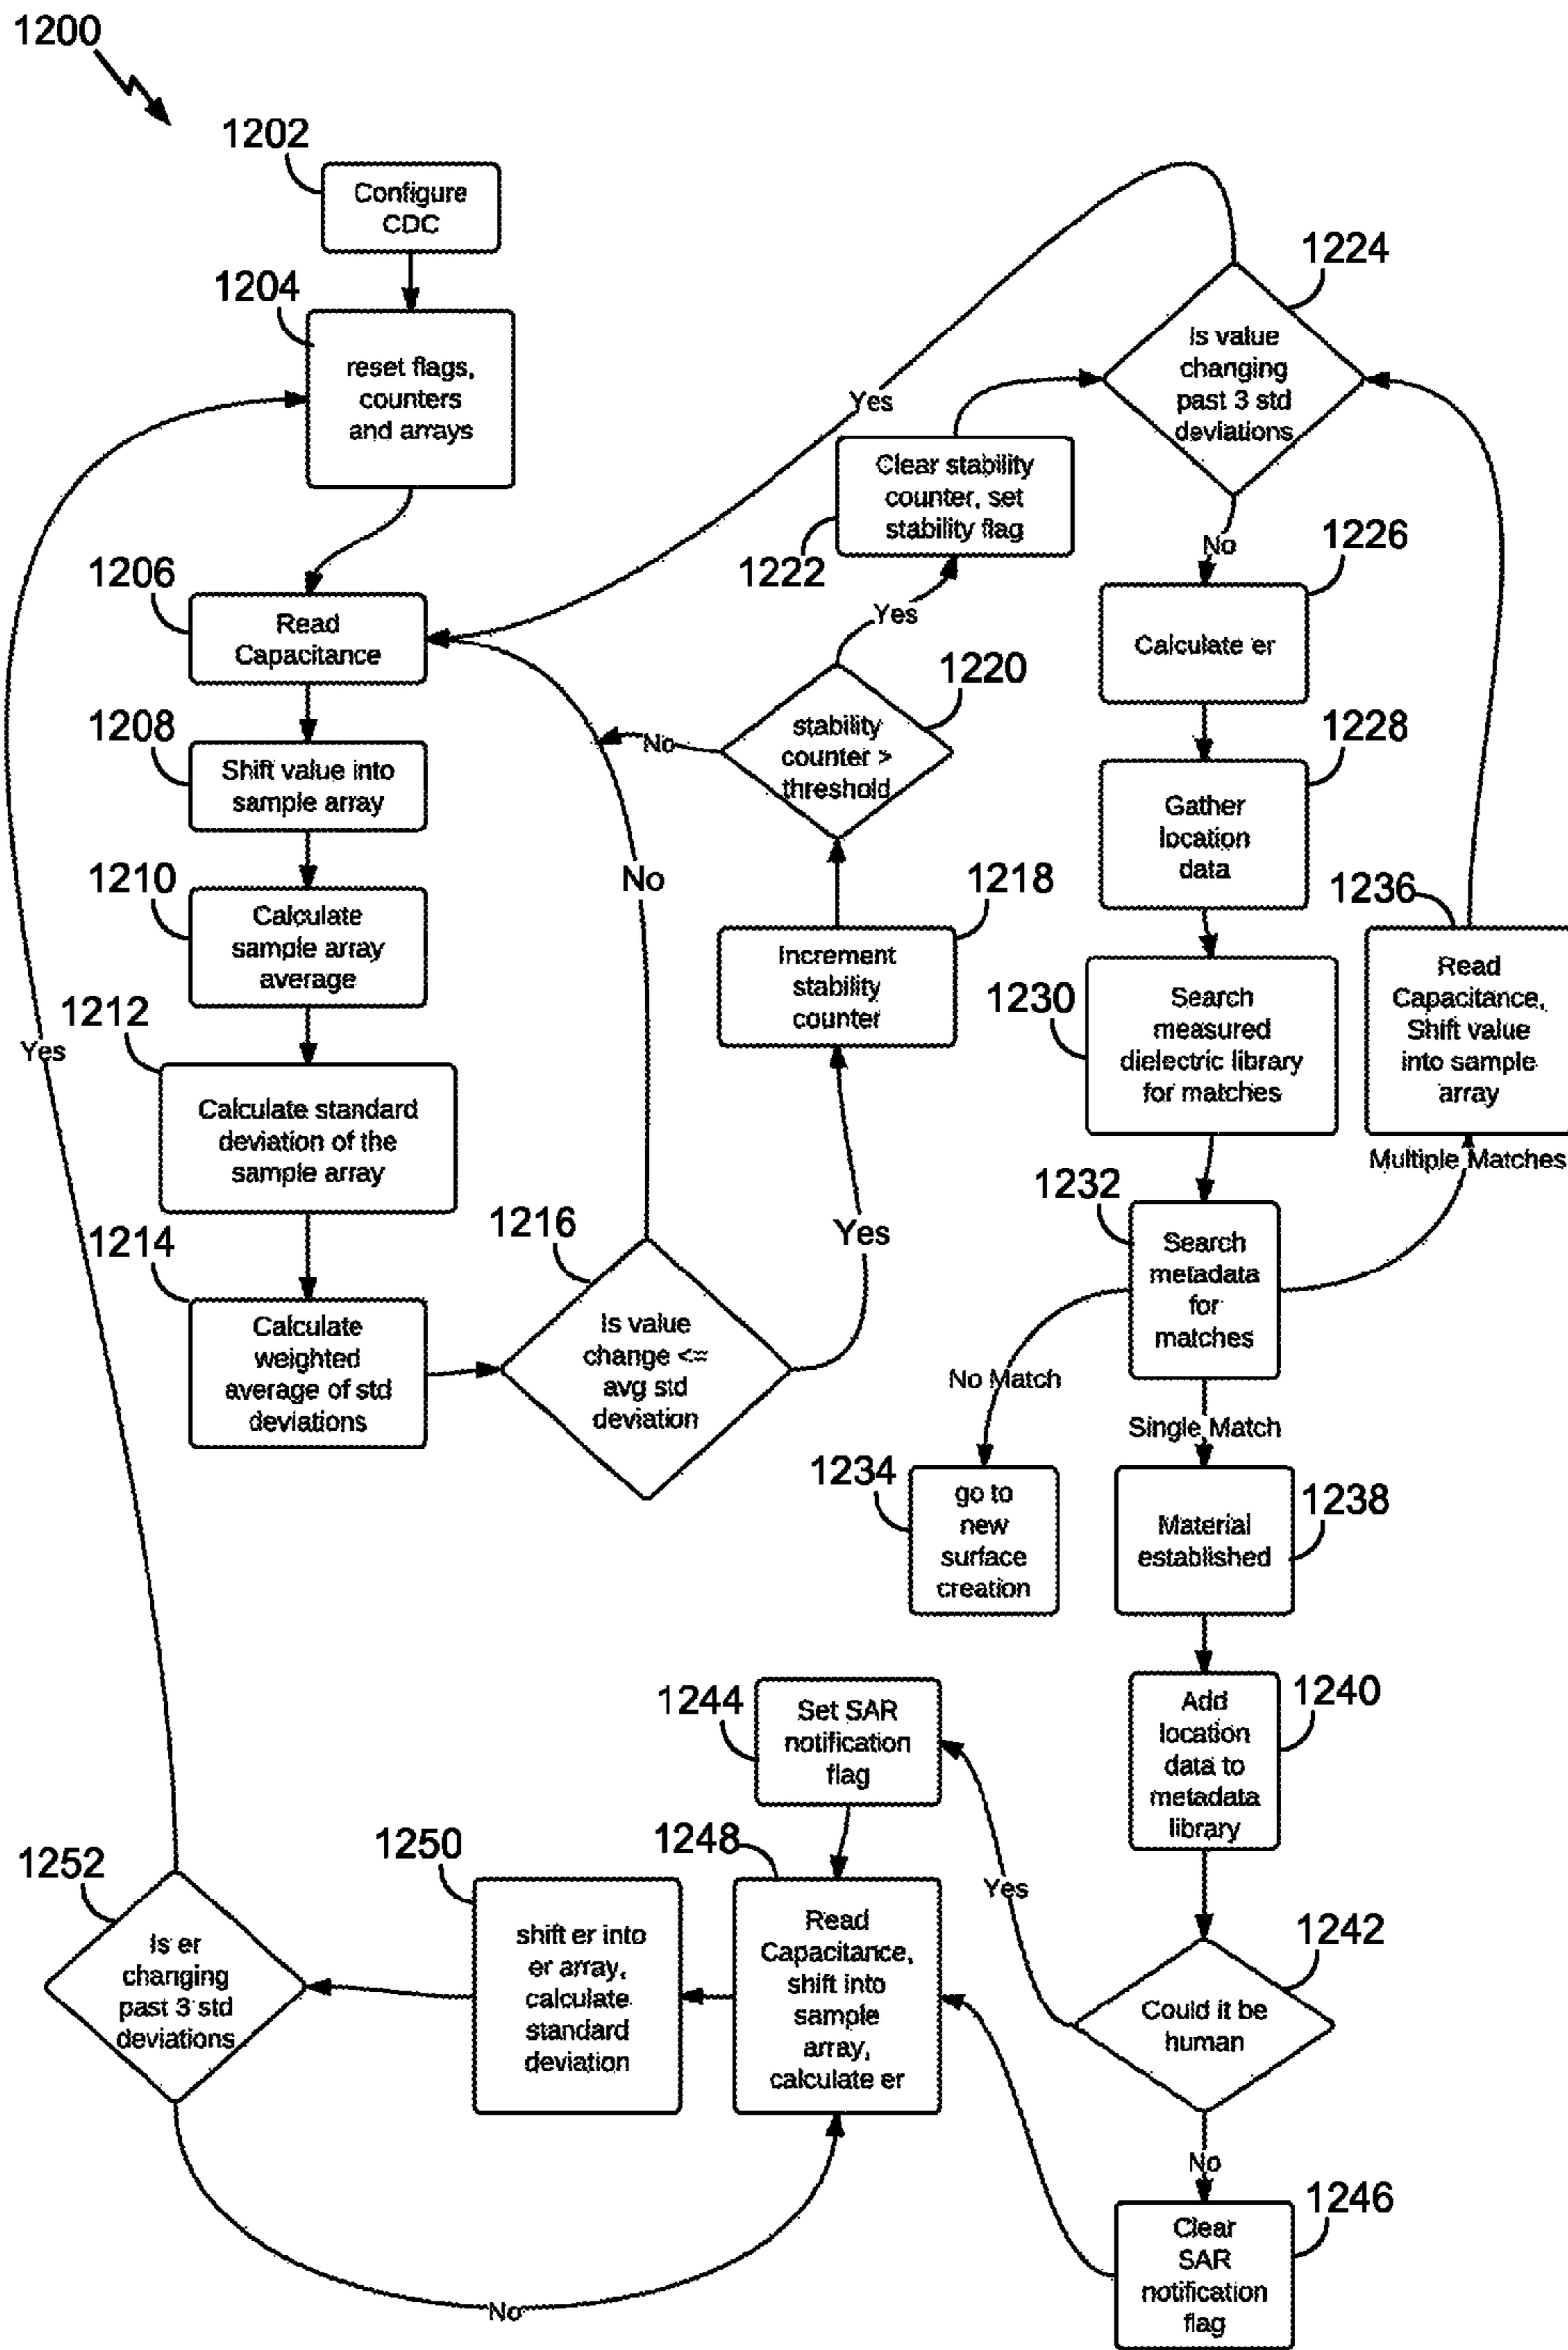 1200
1202
Configure
CDC
1204
reset flags,
counters
and arrays
1206
Read
Capacitance
1208
Shift value into
sample array
1210
Calculate
sample array
average
1212
Calculate standard
deviation of the
sample array
1214
Calculate
weighted
average of std
deviations
1216
Is value
change <=
avg std
deviation
No
Yes
1218
Increment
stability
counter
1220
stability
counter >
threshold
No
Yes
1222
Clear stability
counter, set
stability flag
1224
Is value
changing
past 3 std
deviations
Yes
No
1226
Calculate er
1228
Gather
location
data
1230
Search
measured
dielectric library
for matches
1232
Search
metadata
for
matches
No Match
Single Match
Multiple Matches
1234
go to
new
surface
creation
1236
Read
Capacitance,
Shift value
into sample
array
1238
Material
established
1240
Add
location
data to
metadata
library
1242
Could it be
human
Yes
No
1244
Set SAR
notification
flag
1246
Clear
SAR
notification
flag
1248
Read
Capacitance,
shift into
sample
array,
calculate er
1250
shift er into
er array,
calculate
standard
deviation
1252
Is er
changing
past 3 std
deviations
Yes
No